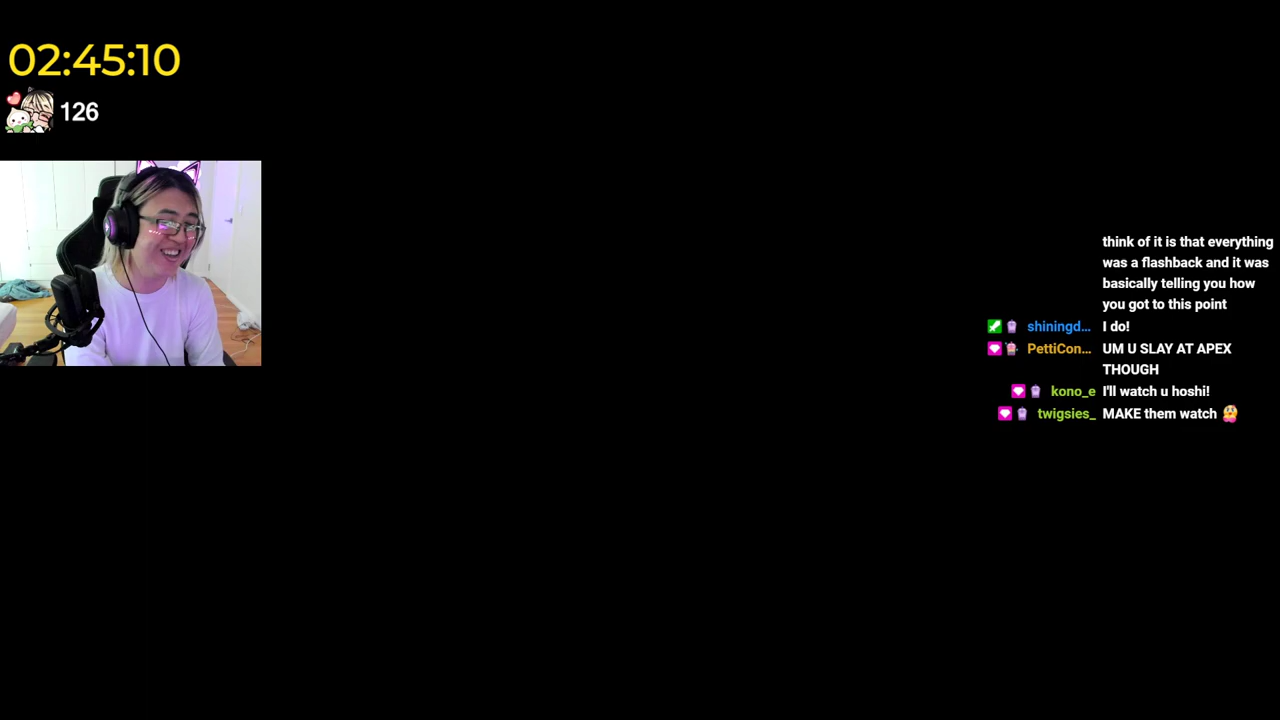 02:45:10
126
think of it is that everything
was a flashback and it was
basically telling you how
you got to this point
shiningd... I do!
PettiCon... UM U SLAY AT APEX
THOUGH
kono_e I'll watch u hoshi!
twigsies_ MAKE them watch